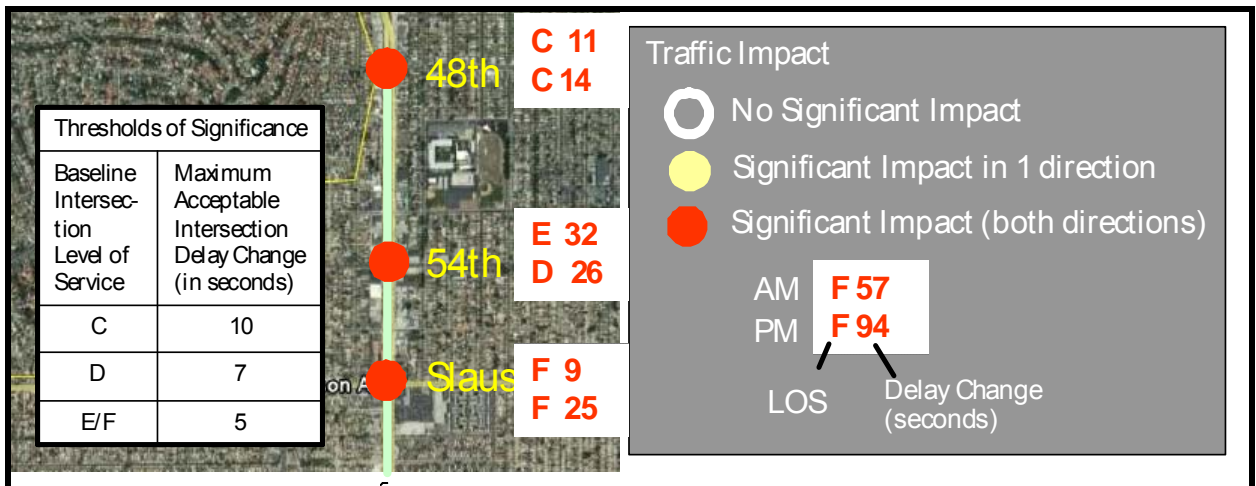 C 11
C 14
48th
E 32
D 26
54th
F 9
F 25
Slaus
on A
Thresholds of Significance
Baseline
Intersec-
tion
Level of
Service
Maximum
Acceptable
Intersection
Delay Change
(in seconds)
C 10
D 7
E/F 5
Traffic Impact
No Significant Impact
Significant Impact in 1 direction
Significant Impact (both directions)
AM F 57
PM F 94
LOS
Delay Change
(seconds)